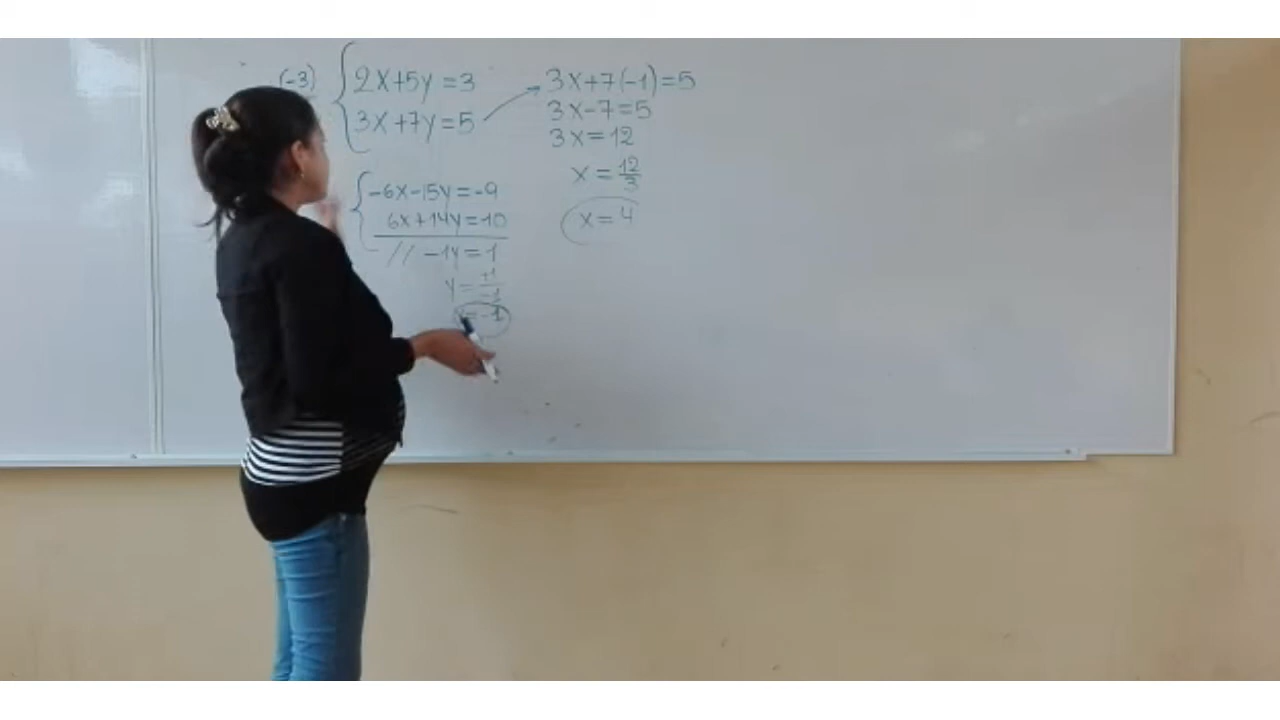 (-3) 2x+5y=3
3x+7y=5
-6x-15y=-9
6x+14y=10
// -1y=1
y=+1/-1
y=-1
3x+7(-1)=5
3x-7=5
3x=12
x=12/3
x=4